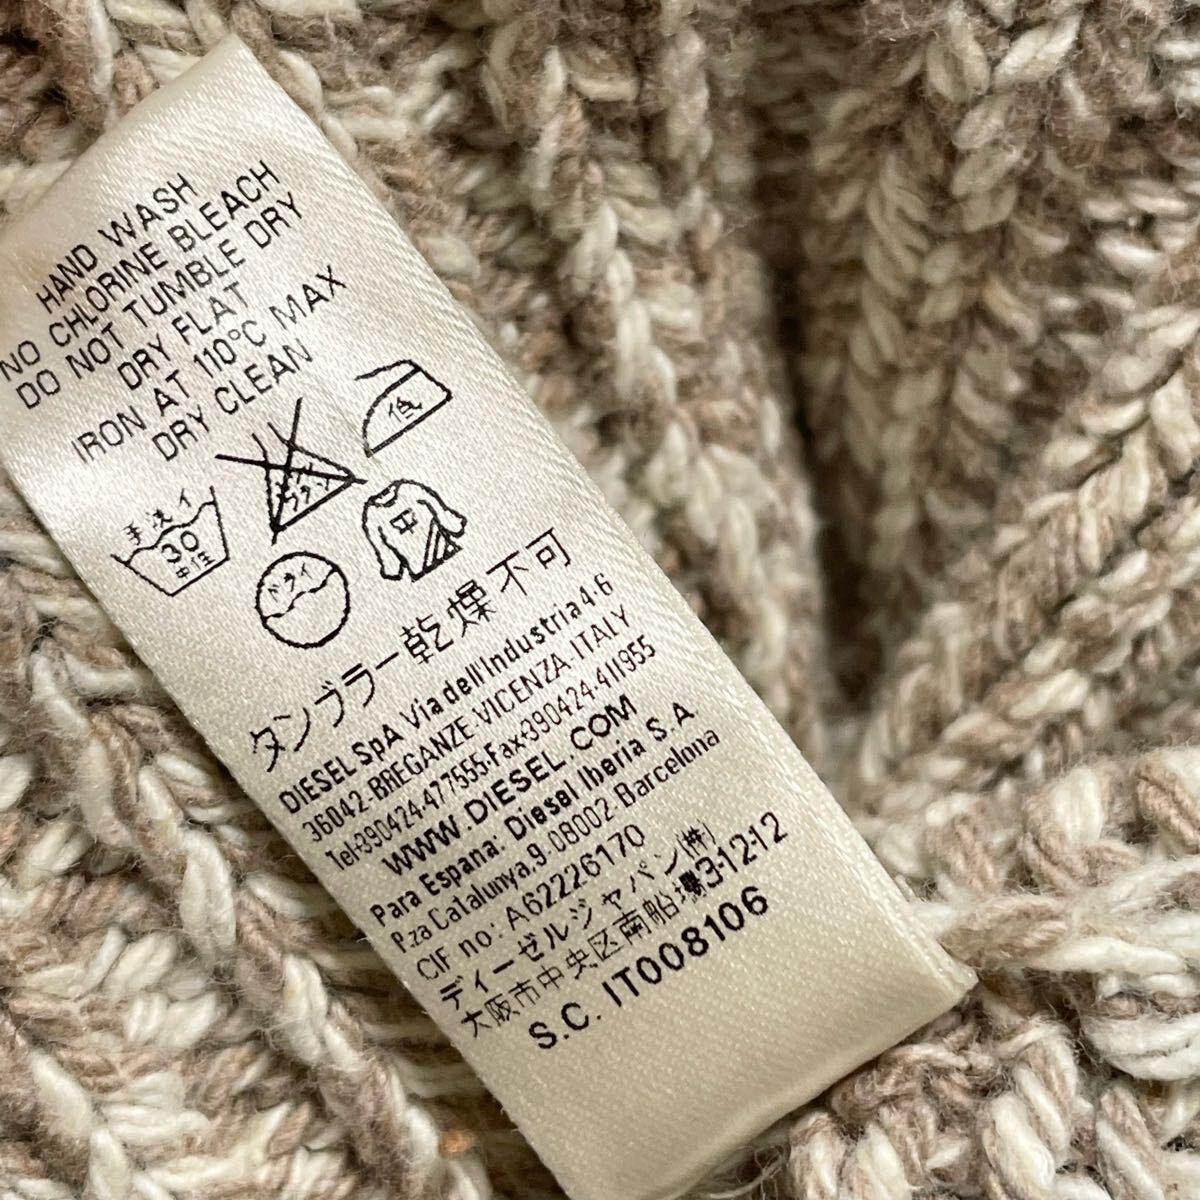 HAND WASH
NO CHLORINE BLEACH
DO NOT TUMBLE DRY
DRY FLAT
IRON AT 110°C MAX
DRY CLEAN
低
手洗イ
30
中性
ドライ
平
タンブラー乾燥不可
DIESEL SpA Via dell'Industria 4-6
36042-BREGANZE VICENZA-ITALY
Tel+390424-477555-Fax+390424-411955
WWW.DIESEL.COM
Para Espana: Diesel Iberia S.A
P.za Catalunya,9-08002-Barcelona
CIF no: A62226170
ディーゼルジャパン(株)
大阪市中央区南船場3-12-12
S.C. IT008106